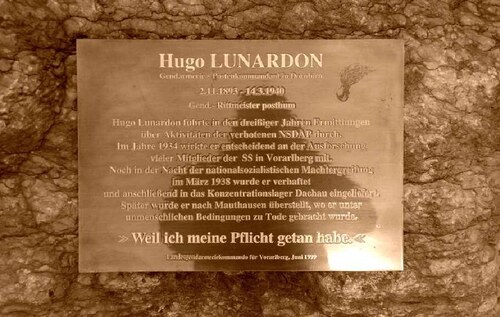 Hugo LUNARDON
Gendarmerie - Postenkommandant zu Dornbirn
2.11.1893 - 14.3.1940
Gend.- Rittmeister posthum
Hugo Lunardon führte in den dreißiger Jahren Ermittlungen
über Aktivitäten der verbotenen NSDAP durch.
Im Jahre 1934 wirkte er entscheidend an der Ausforschung
vieler Mitglieder der SS in Vorarlberg mit.
Noch in der Nacht der nationalsozialistischen Machtergreifung
im März 1938 wurde er verhaftet
und anschließend in das Konzentrationslager Dachau eingeliefert.
Später wurde er nach Mauthausen überstellt, wo er unter
unmenschlichen Bedingungen zu Tode gebracht wurde.
» Weil ich meine Pflicht getan habe.«
Landesgendarmeriekommando für Vorarlberg, Juni 1999